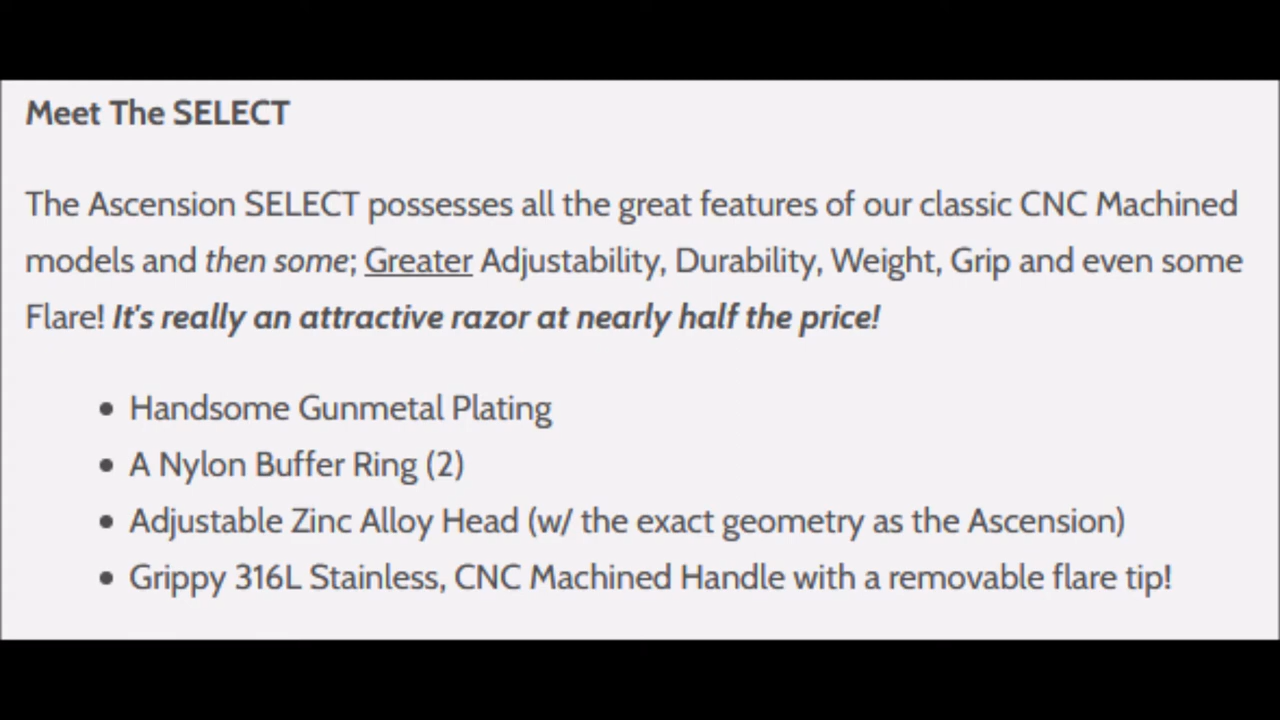 Meet The SELECT
The Ascension SELECT possesses all the great features of our classic CNC Machined
models and then some; Greater Adjustability, Durability, Weight, Grip and even some
Flare! It's really an attractive razor at nearly half the price!
• Handsome Gunmetal Plating
• A Nylon Buffer Ring (2)
• Adjustable Zinc Alloy Head (w/ the exact geometry as the Ascension)
• Grippy 316L Stainless, CNC Machined Handle with a removable flare tip!